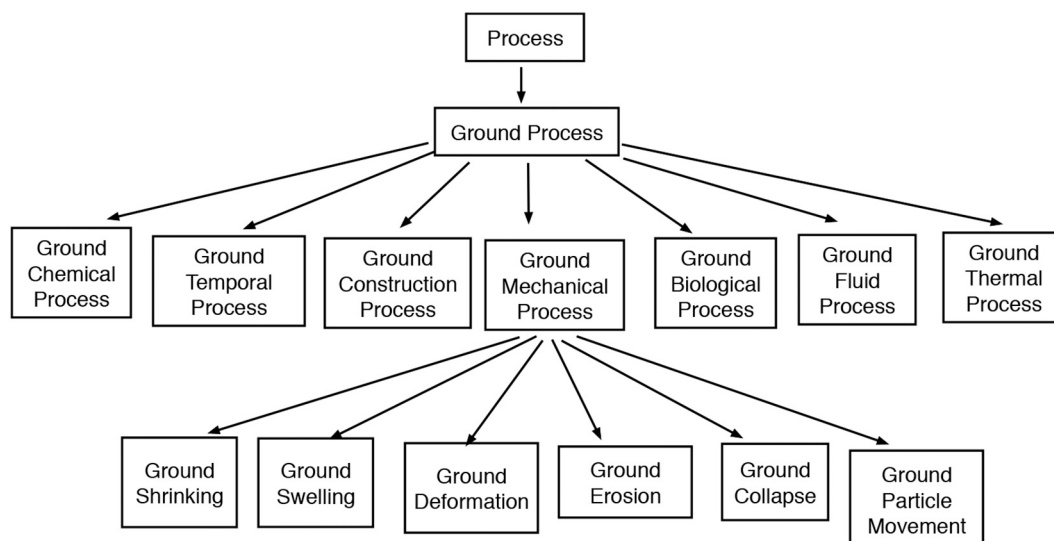 Process
Ground Process
Ground
Chemical
Process
Ground
Temporal
Process
Ground
Construction
Process
Ground
Mechanical
Process
Ground
Biological
Process
Ground
Fluid
Process
Ground
Thermal
Process
Ground
Shrinking
Ground
Swelling
Ground
Deformation
Ground
Erosion
Ground
Collapse
Ground
Particle
Movement